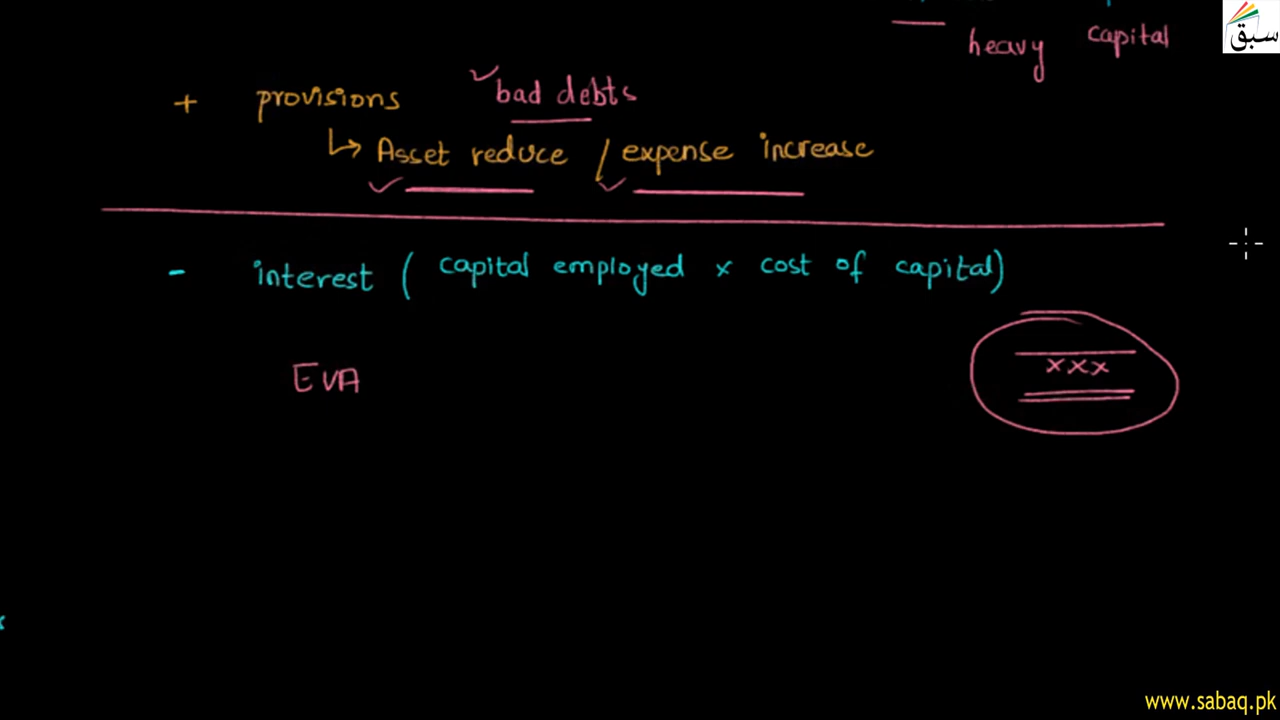 heavy capital
سبق
+ provisions ✓bad debts
↳ Asset reduce / expense increase
- interest ( capital employed x cost of capital)
xxx
EVA
www.sabaq.pk